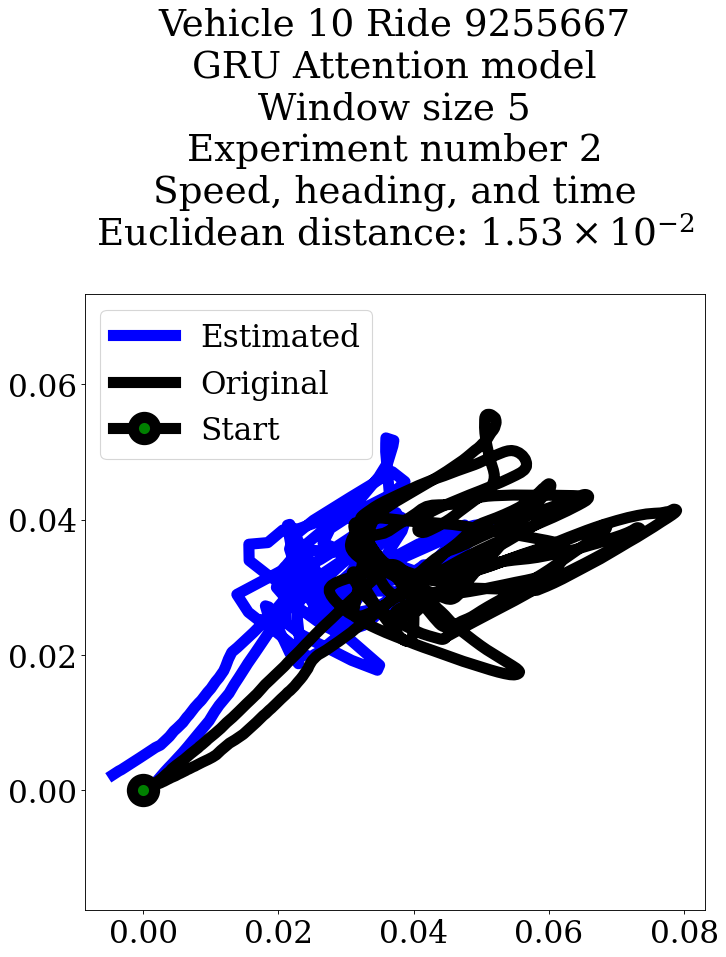 Vehicle 10 Ride 9255667
GRU Attention model
Window size 5
Experiment number 2
Speed, heading, and time
Euclidean distance: 1.53 × 10⁻²
Estimated
Original
Start
0.06
0.04
0.02
0.00
0.00 0.02 0.04 0.06 0.08